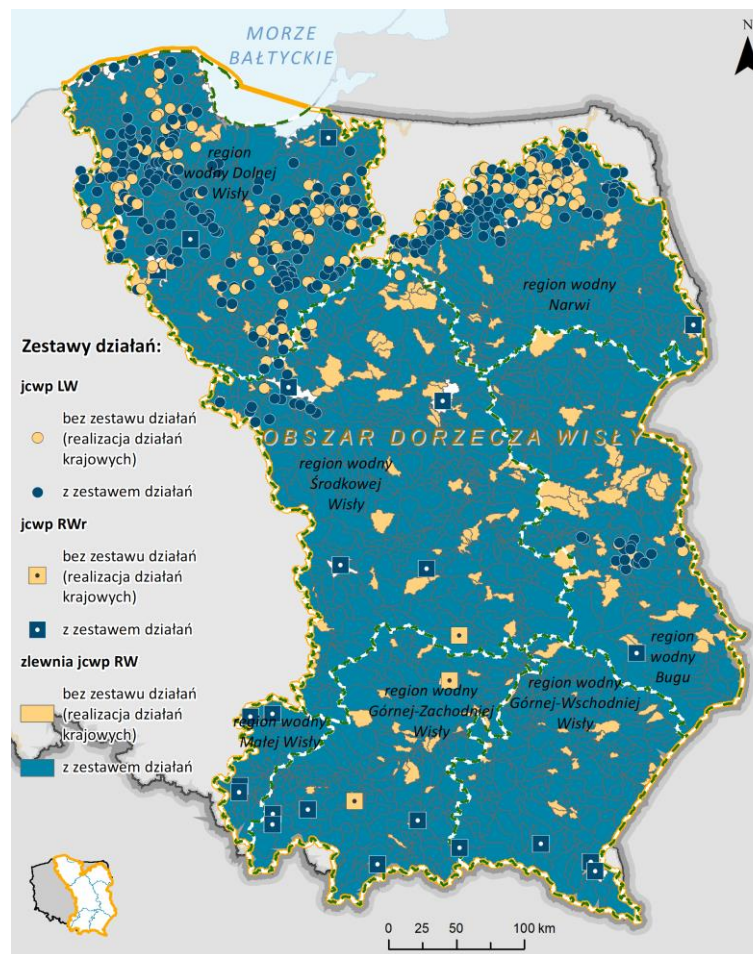 MORZE
BAŁTYCKIE
N
region
wodny Dolnej
Wisły
region wodny
Narwi
Zestawy działań:
jcwp LW
bez zestawu działań
(realizacja działań
krajowych)
z zestawem działań
jcwp RWr
bez zestawu działań
(realizacja działań
krajowych)
z zestawem działań
zlewnia jcwp RW
bez zestawu działań
(realizacja działań
krajowych)
z zestawem działań
OBSZAR DORZECZA WISŁY
region wodny
Środkowej
Wisły
region
wodny
Bugu
region wodny
Górnej-Zachodniej
Wisły
region wodny
Górnej-Wschodniej
Wisły
region wodny
Małej Wisły
0 25 50 100 km